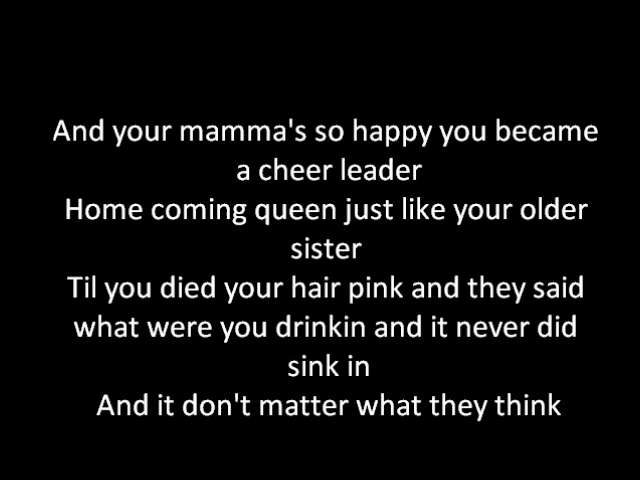 And your mamma's so happy you became
a cheer leader
Home coming queen just like your older
sister
Til you died your hair pink and they said
what were you drinkin and it never did
sink in
And it don't matter what they think